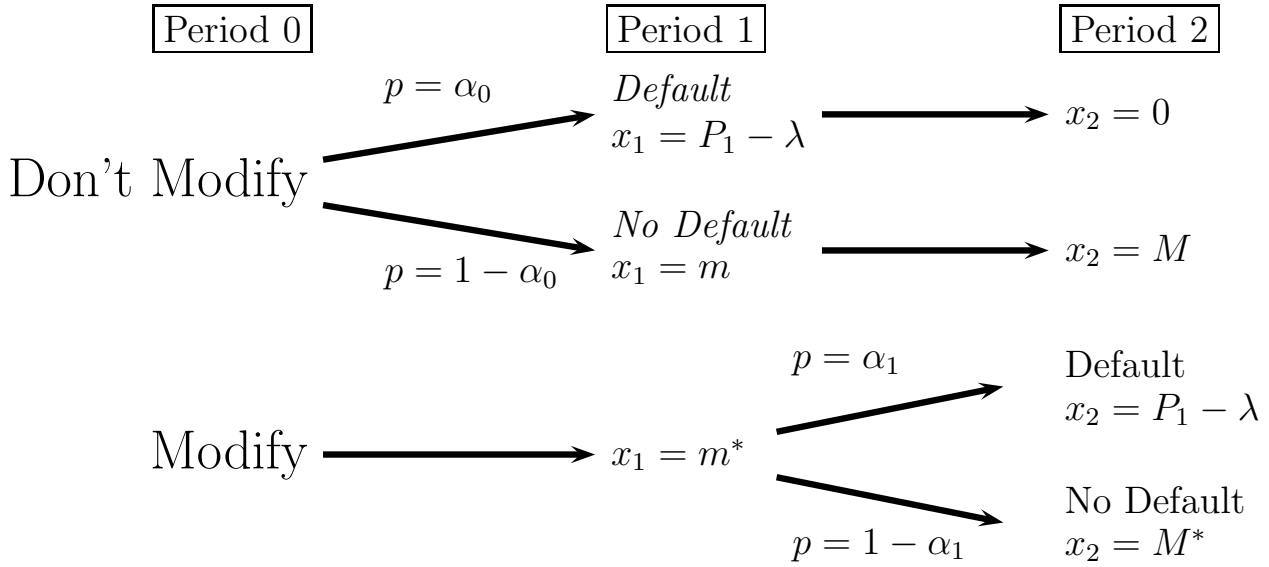 Period 0
Period 1
Period 2
p = α₀
Default
x₁ = P₁ − λ
x₂ = 0
Don't Modify
No Default
x₁ = m
x₂ = M
p = 1 − α₀
p = α₁
Default
x₂ = P₁ − λ
Modify
x₁ = m*
No Default
x₂ = M*
p = 1 − α₁